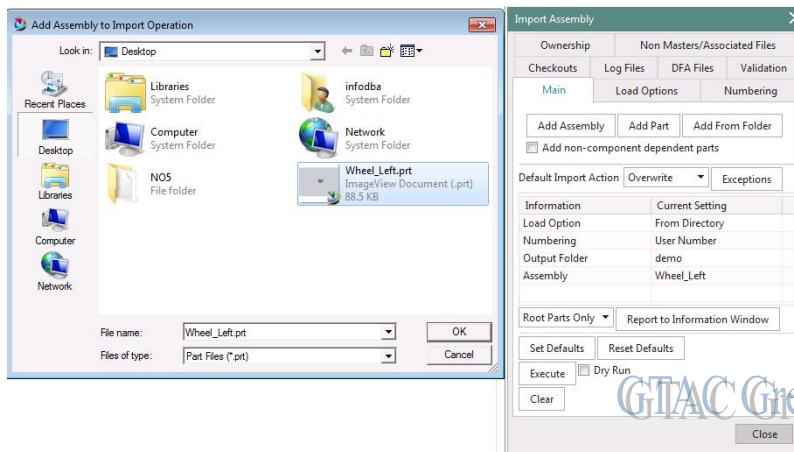 Add Assembly to Import Operation
Look in: Desktop
Recent Places
Desktop
Libraries
Computer
Network
Libraries
System Folder
infodba
System Folder
Computer
System Folder
Network
System Folder
NO5
File folder
Wheel_Left.prt
ImageView Document (.prt)
88.5 KB
File name: Wheel_Left.prt OK
Files of type: Part Files (*.prt) Cancel
Import Assembly
Ownership Non Masters/Associated Files
Checkouts Log Files DFA Files Validation
Main Load Options Numbering
Add Assembly Add Part Add From Folder
Add non-component dependent parts
Default Import Action Overwrite Exceptions
Information Current Setting
Load Option From Directory
Numbering User Number
Output Folder demo
Assembly Wheel_Left
Root Parts Only Report to Information Window
Set Defaults Reset Defaults
Execute Dry Run
Clear
GTAC
Close